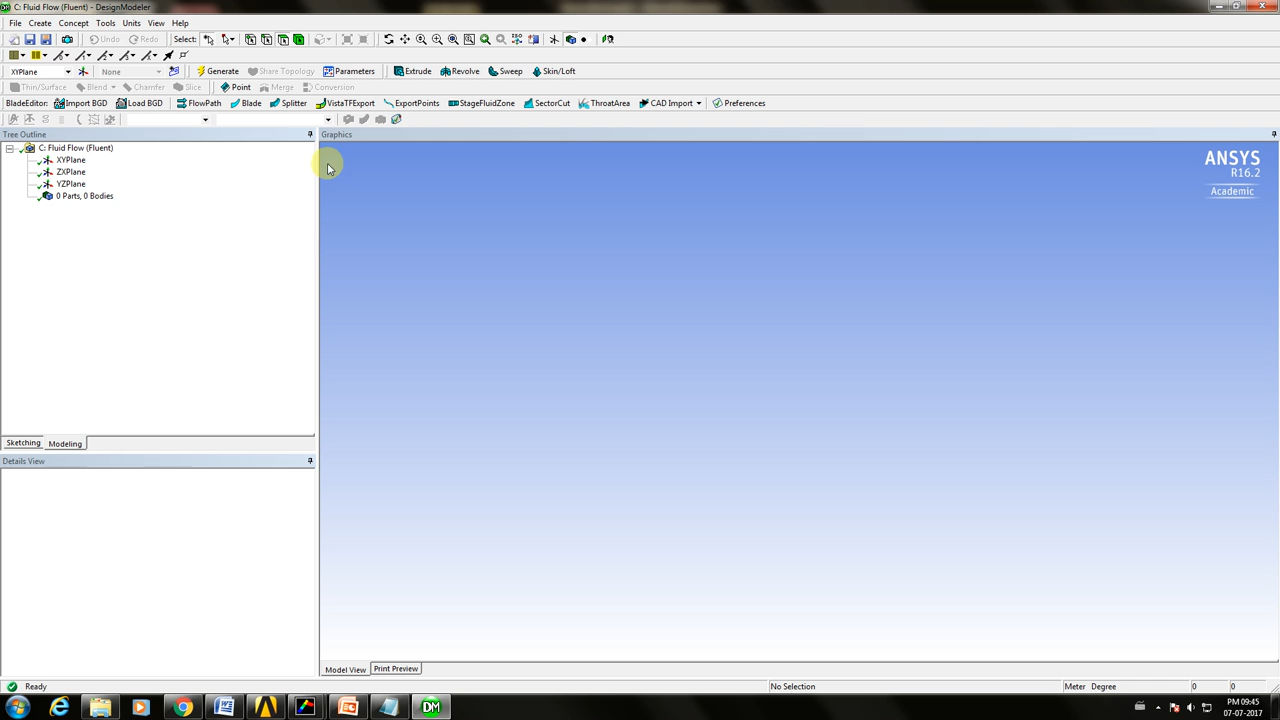 C: Fluid Flow (Fluent) - DesignModeler
File Create Concept Tools Units View Help
Undo Redo Select:
XYPlane None Generate Share Topology Parameters Extrude Revolve Sweep Skin/Loft
Thin/Surface Blend Chamfer Slice Point Merge Conversion
BladeEditor: Import BGD Load BGD FlowPath Blade Splitter VistaTFExport ExportPoints StageFluidZone SectorCut ThroatArea CAD Import Preferences
Tree Outline
C: Fluid Flow (Fluent)
XYPlane
ZXPlane
YZPlane
0 Parts, 0 Bodies
Sketching Modeling
Details View
Graphics
ANSYS
R16.2
Academic
Model View Print Preview
Ready No Selection Meter Degree 0 0
PM 09:45
07-07-2017